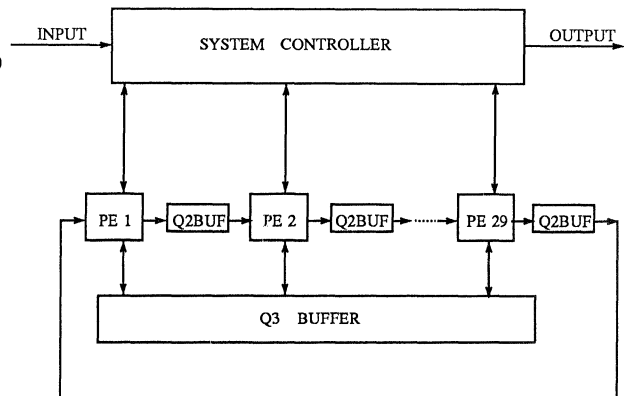 INPUT
SYSTEM CONTROLLER
OUTPUT
PE 1
Q2BUF
PE 2
Q2BUF
PE 29
Q2BUF
Q3 BUFFER